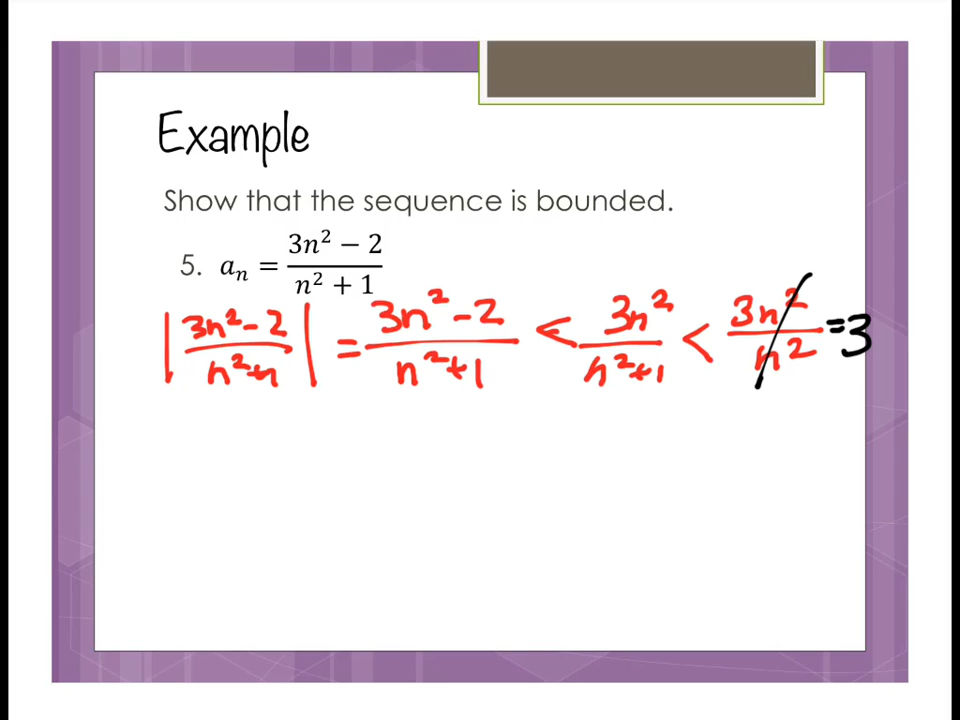 Example
Show that the sequence is bounded.
5. aₙ = (3n² − 2)/(n² + 1)
|(3n²-2)/(n²+n)| = (3n²-2)/(n²+1) < 3n²/(n²+1) < 3n²/n² = 3